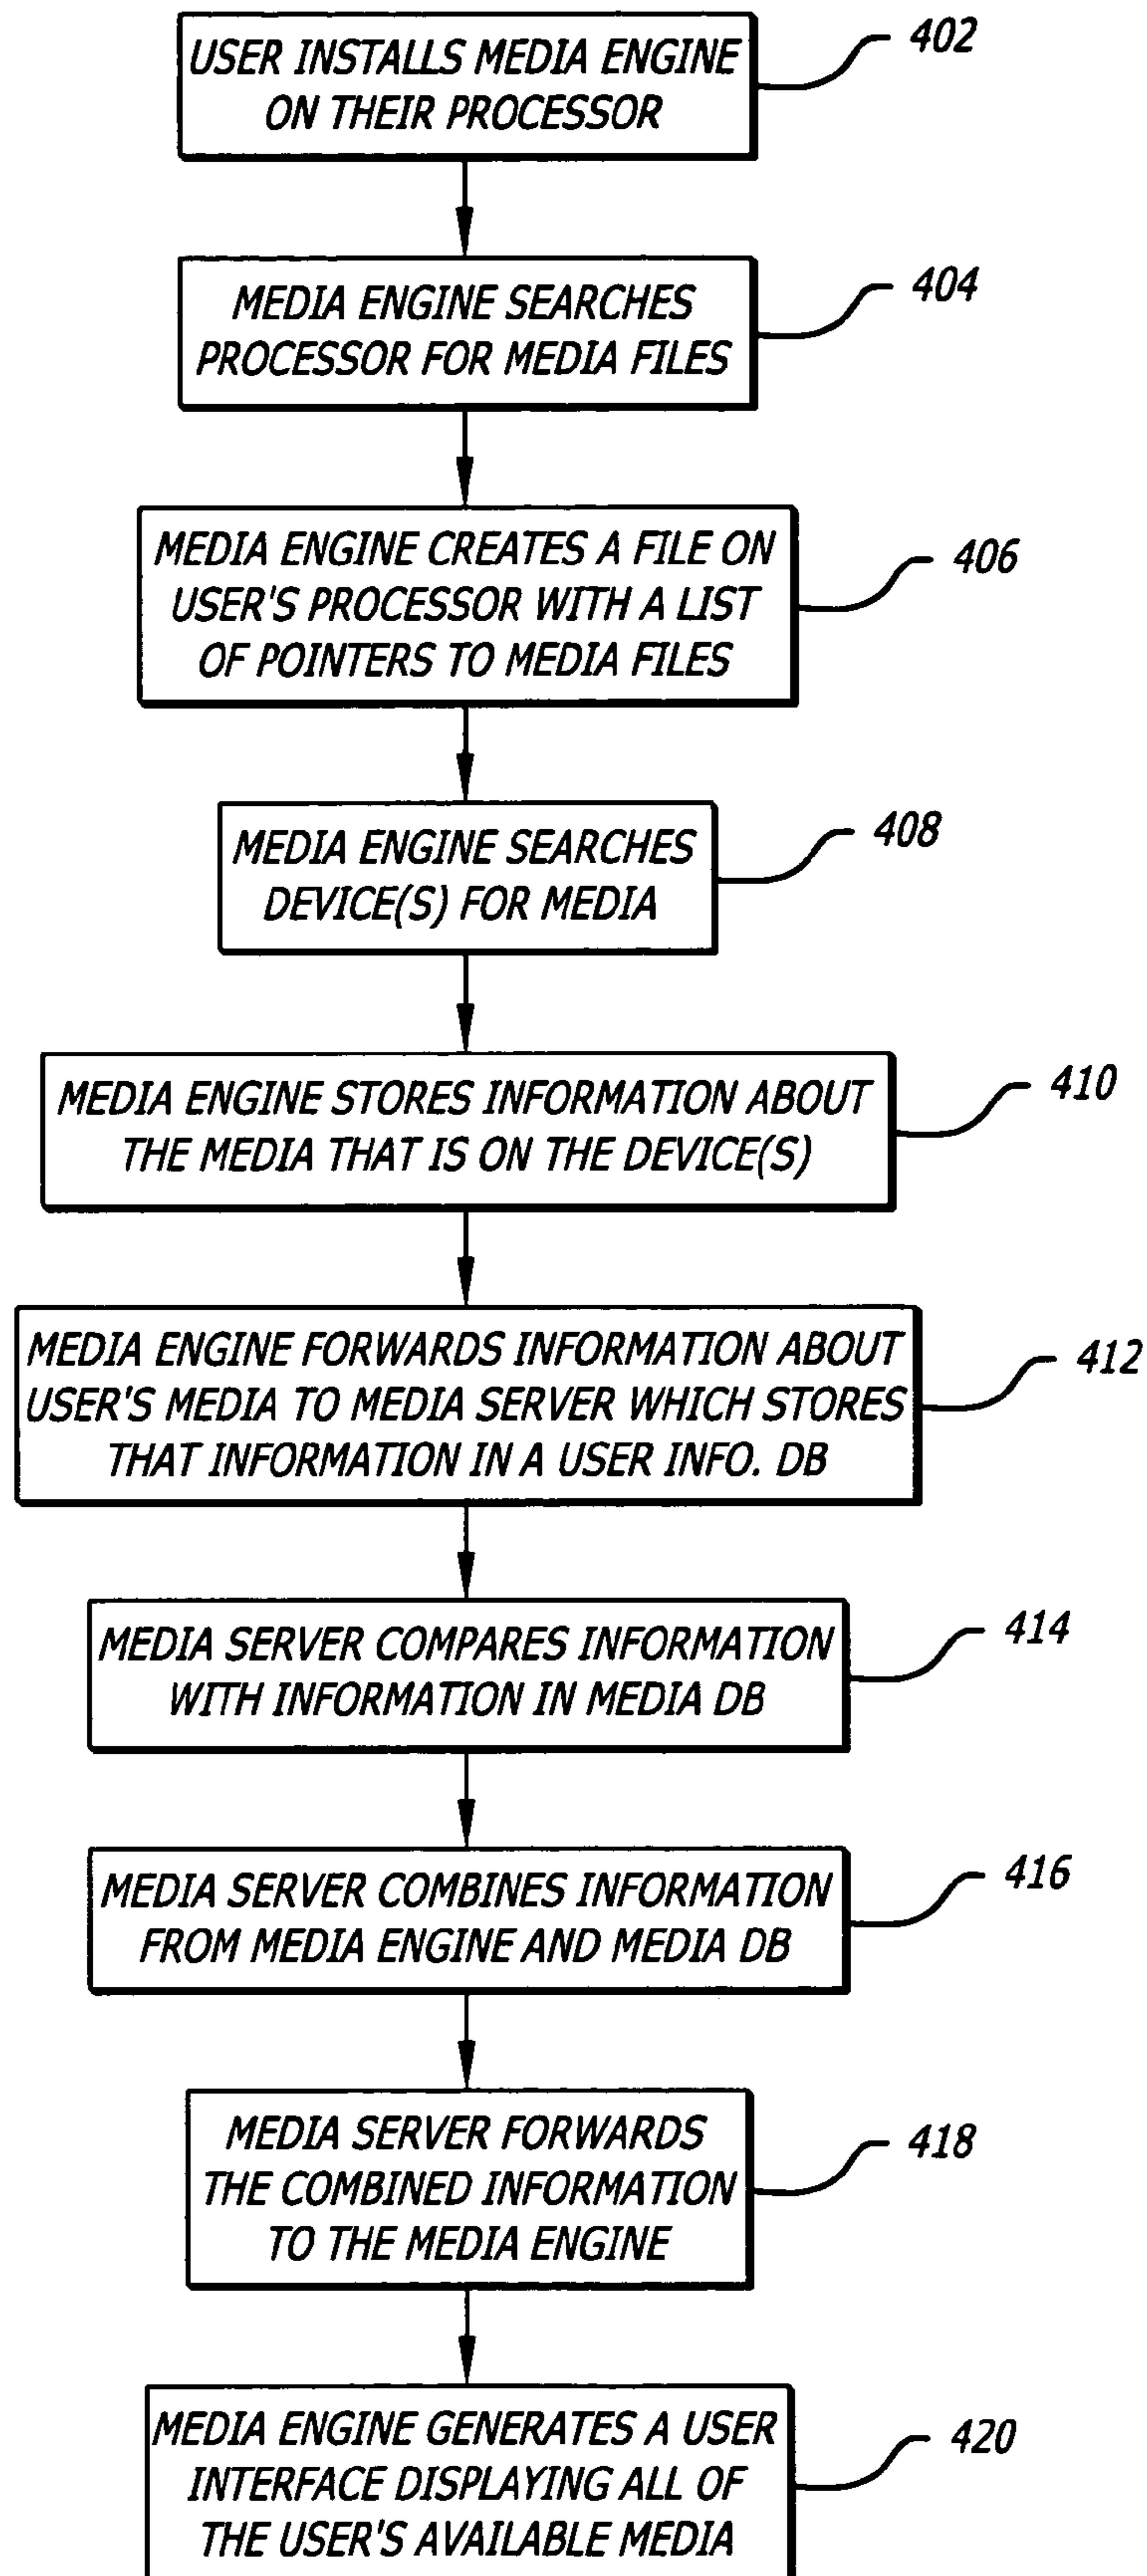 USER INSTALLS MEDIA ENGINE
ON THEIR PROCESSOR
402
MEDIA ENGINE SEARCHES
PROCESSOR FOR MEDIA FILES
404
MEDIA ENGINE CREATES A FILE ON
USER'S PROCESSOR WITH A LIST
OF POINTERS TO MEDIA FILES
406
MEDIA ENGINE SEARCHES
DEVICE(S) FOR MEDIA
408
MEDIA ENGINE STORES INFORMATION ABOUT
THE MEDIA THAT IS ON THE DEVICE(S)
410
MEDIA ENGINE FORWARDS INFORMATION ABOUT
USER'S MEDIA TO MEDIA SERVER WHICH STORES
THAT INFORMATION IN A USER INFO. DB
412
MEDIA SERVER COMPARES INFORMATION
WITH INFORMATION IN MEDIA DB
414
MEDIA SERVER COMBINES INFORMATION
FROM MEDIA ENGINE AND MEDIA DB
416
MEDIA SERVER FORWARDS
THE COMBINED INFORMATION
TO THE MEDIA ENGINE
418
MEDIA ENGINE GENERATES A USER
INTERFACE DISPLAYING ALL OF
THE USER'S AVAILABLE MEDIA
420